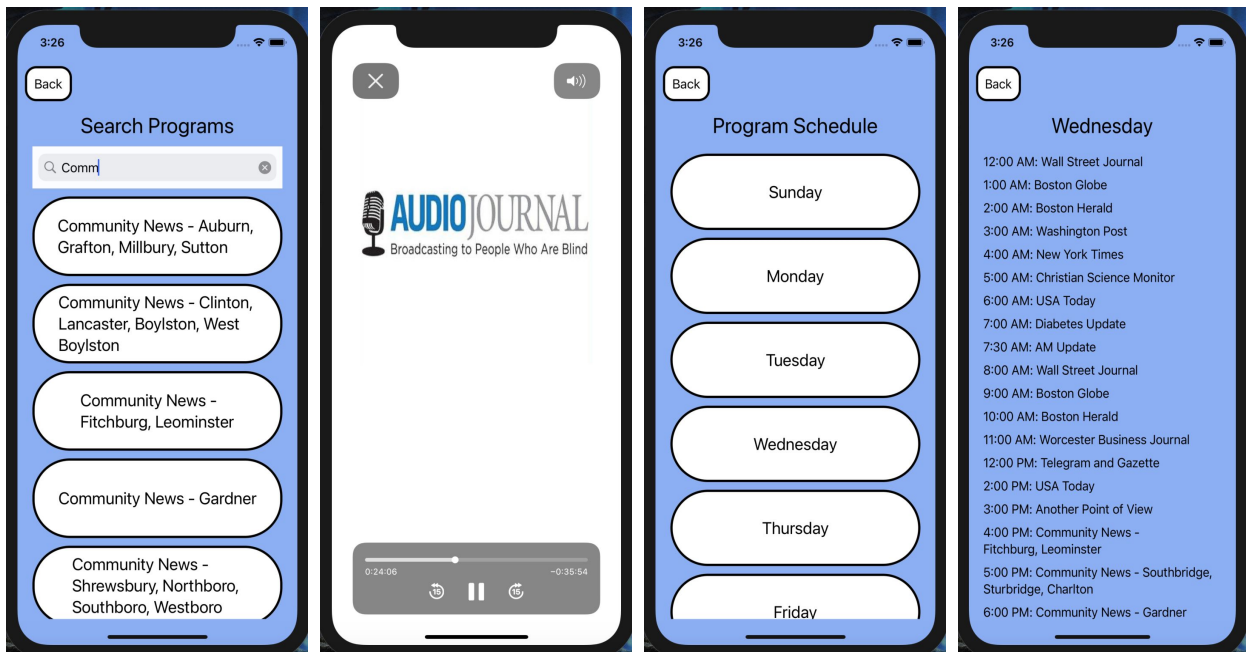 3:26
Back
Search Programs
Comm
Community News - Auburn,
Grafton, Millbury, Sutton
Community News - Clinton,
Lancaster, Boylston, West
Boylston
Community News -
Fitchburg, Leominster
Community News - Gardner
Community News -
Shrewsbury, Northboro,
Southboro, Westboro
AUDIOJOURNAL
Broadcasting to People Who Are Blind
0:24:06
-0:35:54
15
15
3:26
Back
Program Schedule
Sunday
Monday
Tuesday
Wednesday
Thursday
Friday
3:26
Back
Wednesday
12:00 AM: Wall Street Journal
1:00 AM: Boston Globe
2:00 AM: Boston Herald
3:00 AM: Washington Post
4:00 AM: New York Times
5:00 AM: Christian Science Monitor
6:00 AM: USA Today
7:00 AM: Diabetes Update
7:30 AM: AM Update
8:00 AM: Wall Street Journal
9:00 AM: Boston Globe
10:00 AM: Boston Herald
11:00 AM: Worcester Business Journal
12:00 PM: Telegram and Gazette
2:00 PM: USA Today
3:00 PM: Another Point of View
4:00 PM: Community News -
Fitchburg, Leominster
5:00 PM: Community News - Southbridge,
Sturbridge, Charlton
6:00 PM: Community News - Gardner